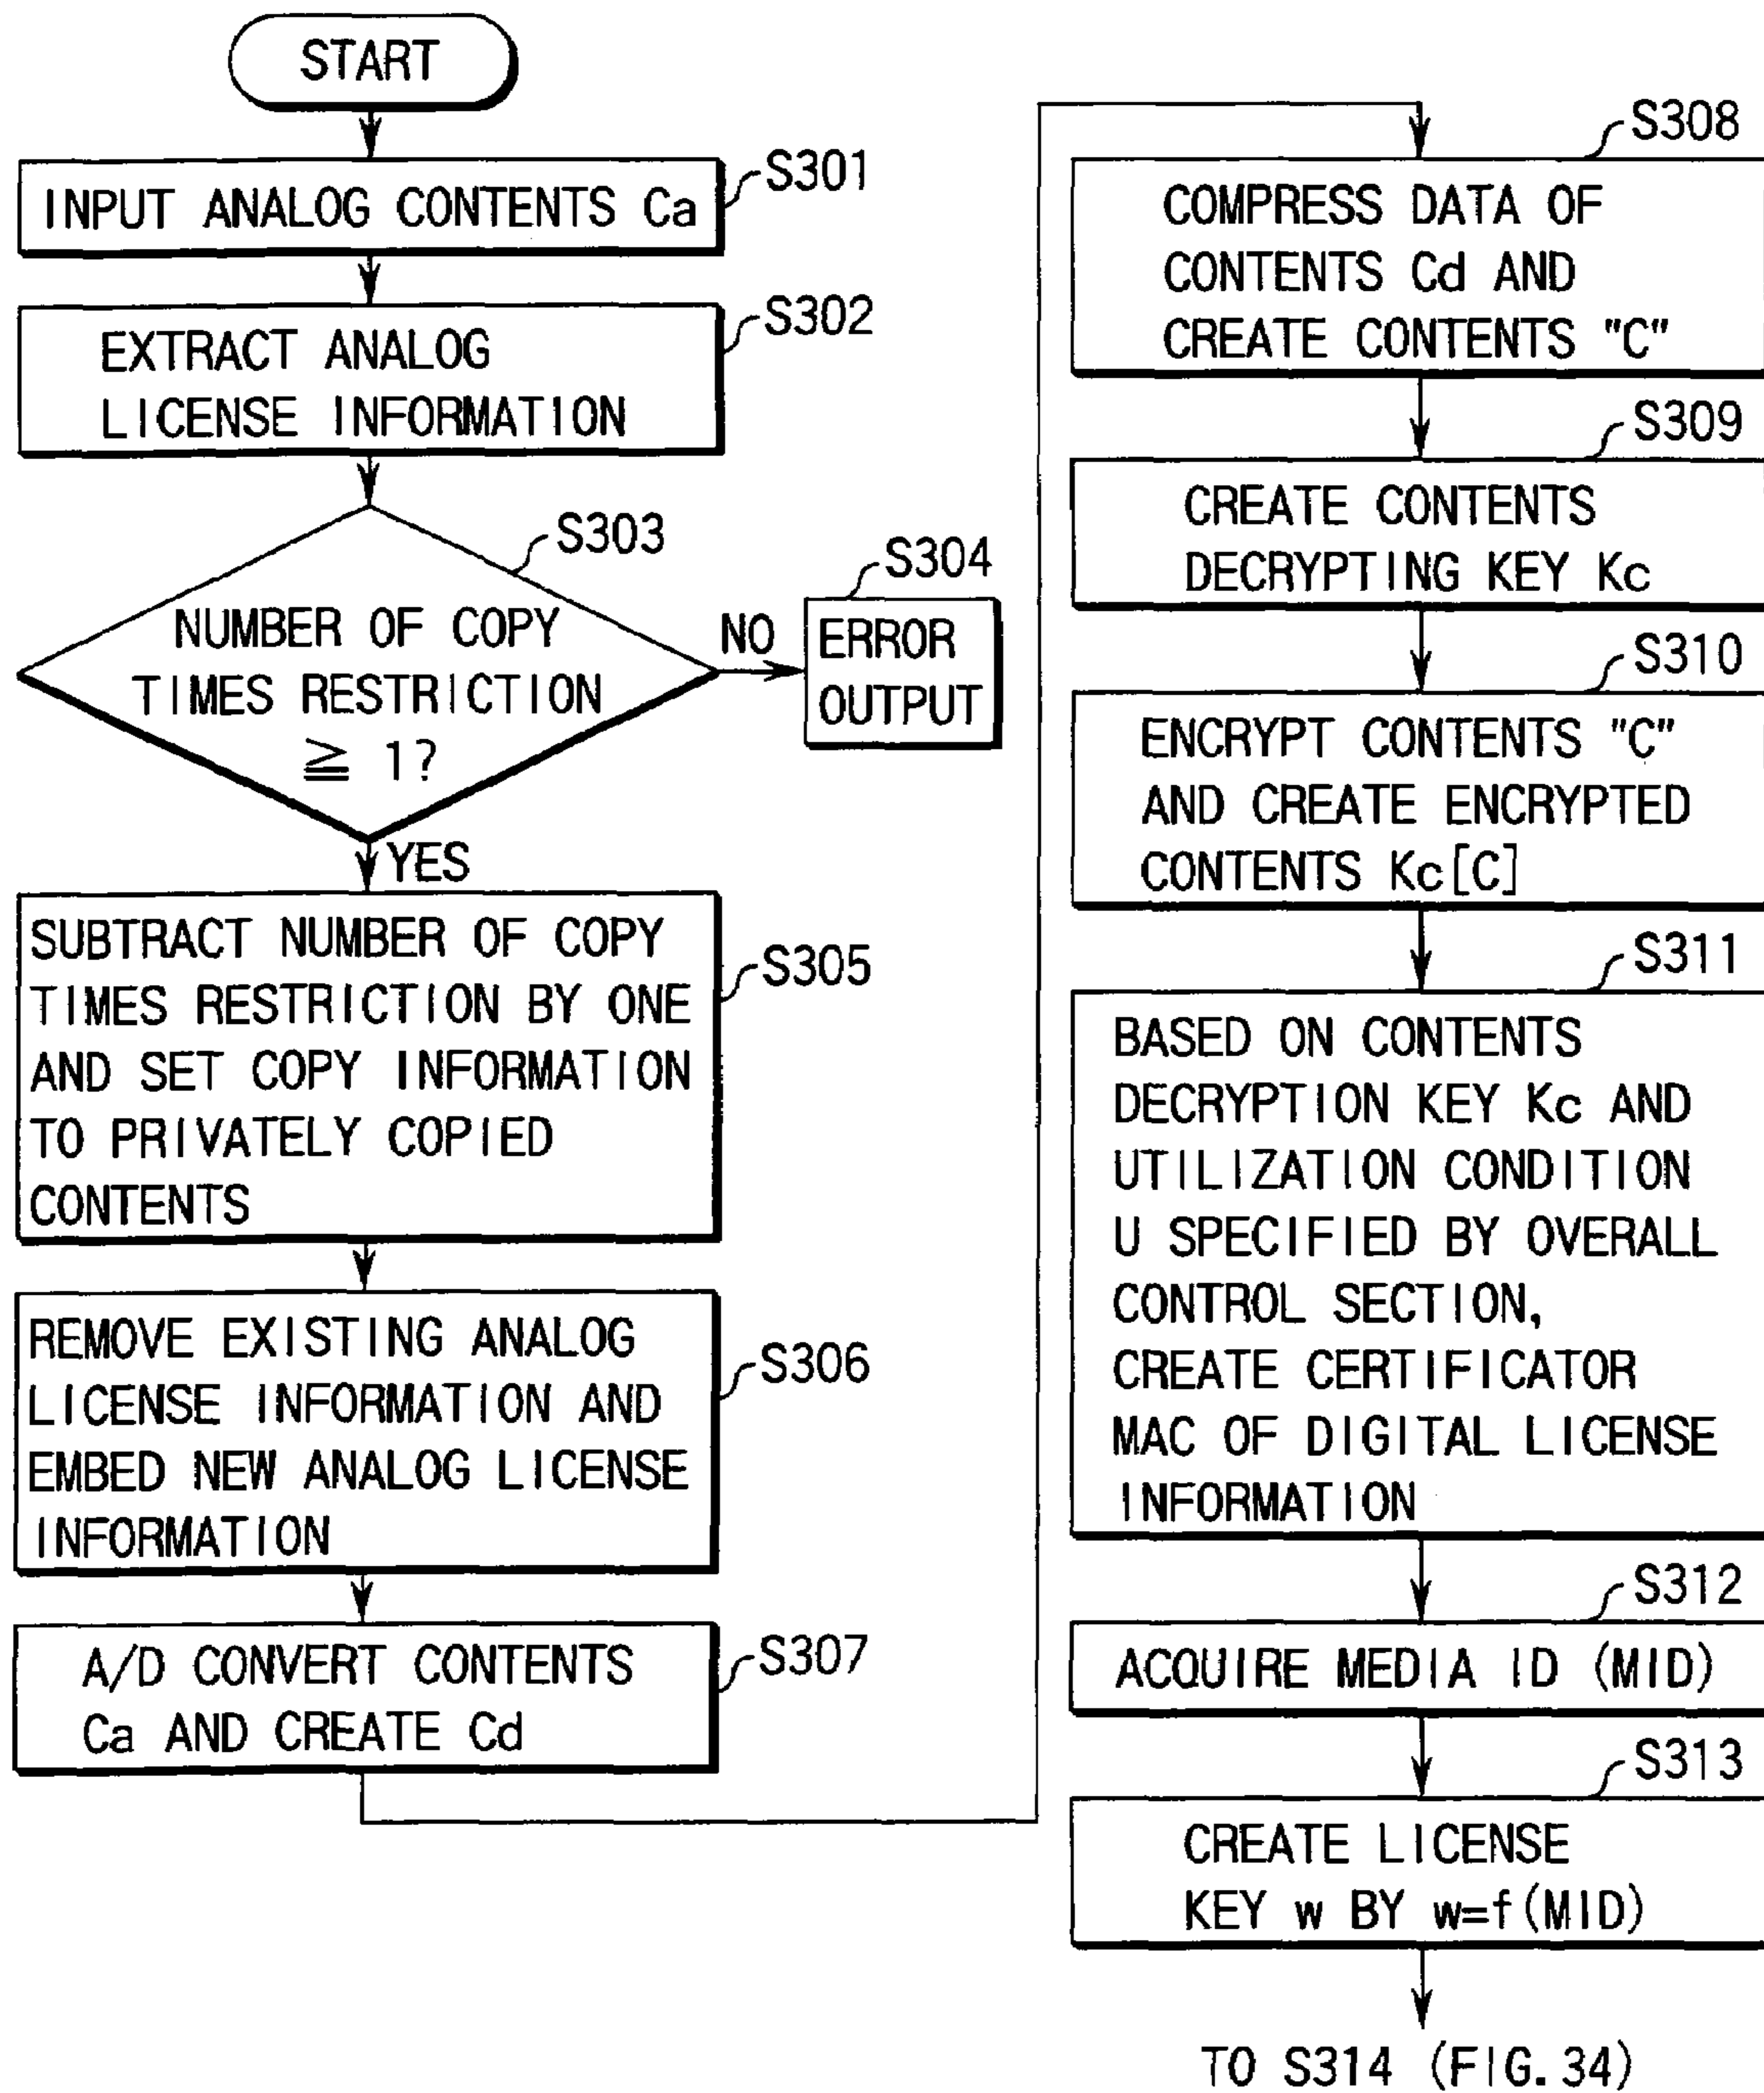 START
S301
INPUT ANALOG CONTENTS Ca
S302
EXTRACT ANALOG
LICENSE INFORMATION
S303
NUMBER OF COPY
TIMES RESTRICTION
≧ 1?
NO
S304
ERROR
OUTPUT
YES
S305
SUBTRACT NUMBER OF COPY
TIMES RESTRICTION BY ONE
AND SET COPY INFORMATION
TO PRIVATELY COPIED
CONTENTS
S306
REMOVE EXISTING ANALOG
LICENSE INFORMATION AND
EMBED NEW ANALOG LICENSE
INFORMATION
S307
A/D CONVERT CONTENTS
Ca AND CREATE Cd
S308
COMPRESS DATA OF
CONTENTS Cd AND
CREATE CONTENTS "C"
S309
CREATE CONTENTS
DECRYPTING KEY Kc
S310
ENCRYPT CONTENTS "C"
AND CREATE ENCRYPTED
CONTENTS Kc[C]
S311
BASED ON CONTENTS
DECRYPTION KEY Kc AND
UTILIZATION CONDITION
U SPECIFIED BY OVERALL
CONTROL SECTION,
CREATE CERTIFICATOR
MAC OF DIGITAL LICENSE
INFORMATION
S312
ACQUIRE MEDIA ID (MID)
S313
CREATE LICENSE
KEY w BY w=f(MID)
TO S314 (FIG. 34)